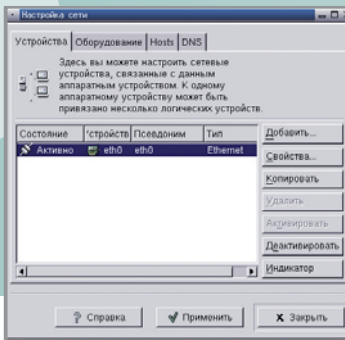 Настройка сети
Устройства Оборудование Hosts DNS
Здесь вы можете настроить сетевые
устройства, связанные с данным
аппаратным устройством. К одному
аппаратному устройству может быть
привязано несколько логических устройств.
Состояние 'стройств Псевдоним Тип
Активно eth0 eth0 Ethernet
Добавить...
Свойства...
Копировать
Удалить
Активировать
Деактивировать
Индикатор
? Справка Применить X Закрыть